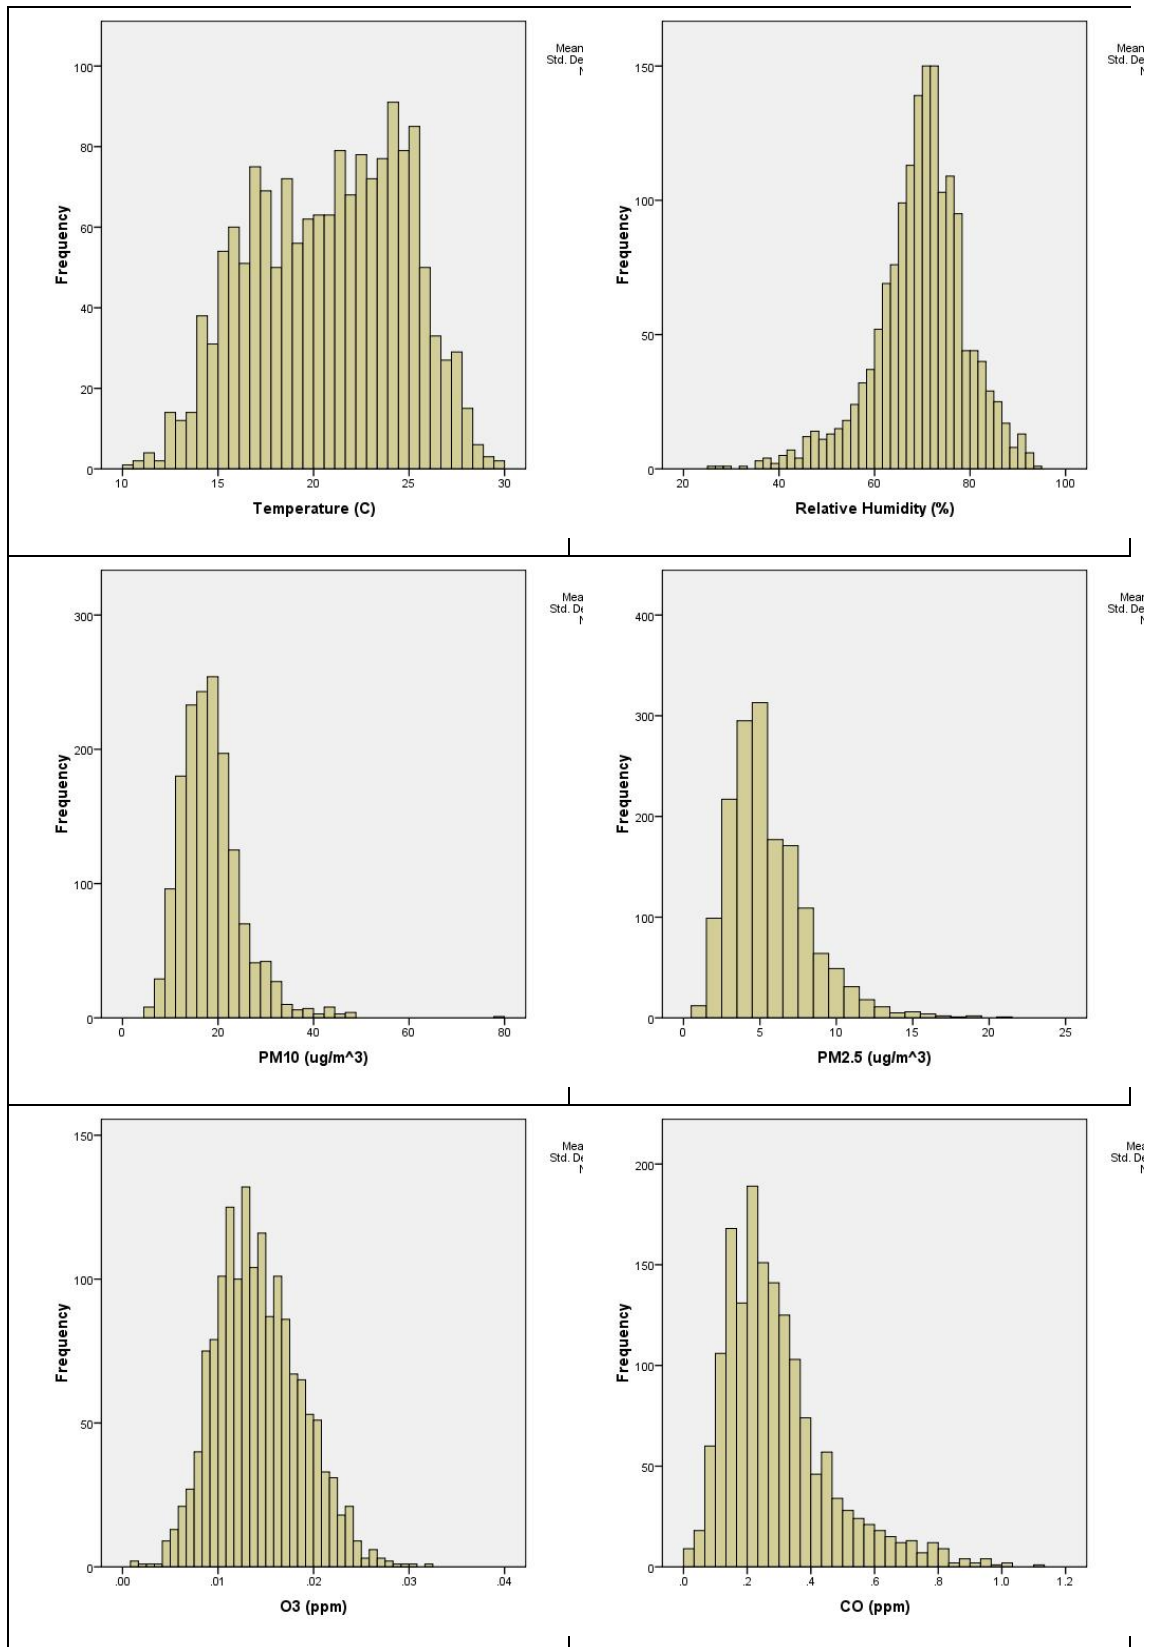 Mean
Std. De
N
Frequency
100
80
60
40
20
0
10 15 20 25 30
Temperature (C)
Mean
Std. De
N
Frequency
150
100
50
0
20 40 60 80 100
Relative Humidity (%)
Mea
Std. De
N
Frequency
300
200
100
0
0 20 40 60 80
PM10 (ug/m^3)
Mear
Std. De
N
Frequency
400
300
200
100
0
0 5 10 15 20 25
PM2.5 (ug/m^3)
Mea
Std. De
N
Frequency
150
100
50
0
.00 .01 .02 .03 .04
O3 (ppm)
Mea
Std. De
N
Frequency
200
150
100
50
0
.0 .2 .4 .6 .8 1.0 1.2
CO (ppm)